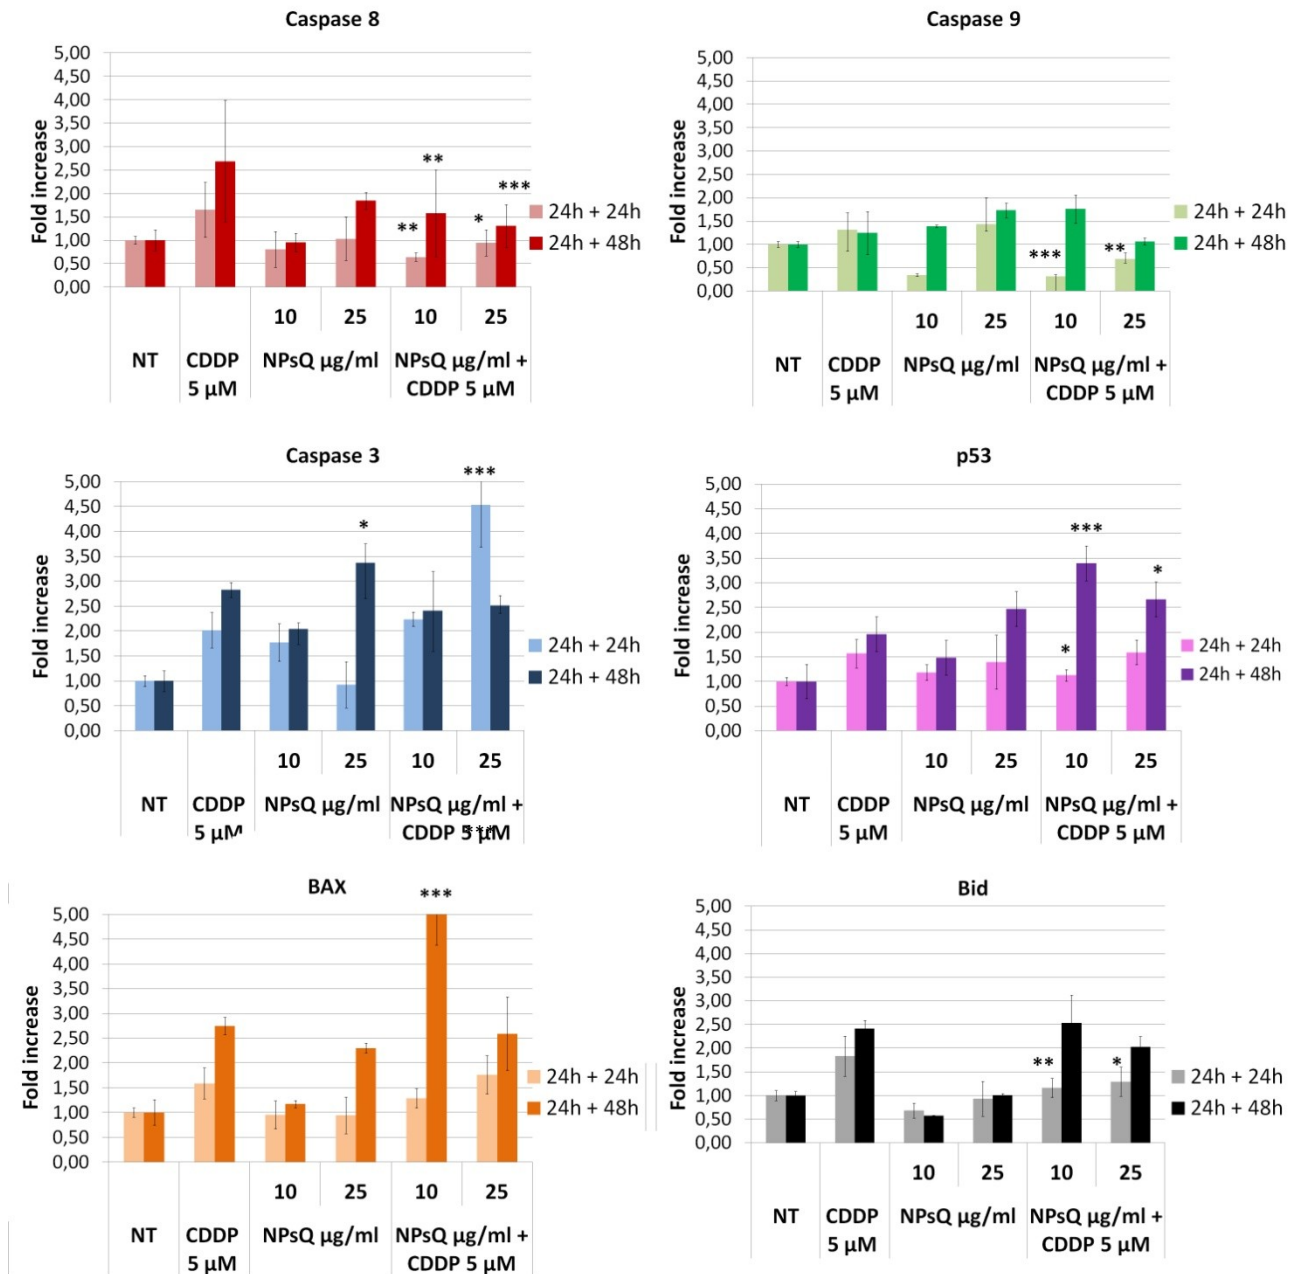 Caspase 8
5,00
4,50
4,00
3,50
3,00
2,50
2,00
1,50
1,00
0,50
0,00
Fold increase
**
***
**
*
24h + 24h
24h + 48h
10 25 10 25
NT CDDP NPsQ µg/ml NPsQ µg/ml +
5 µM CDDP 5 µM
Caspase 9
5,00
4,50
4,00
3,50
3,00
2,50
2,00
1,50
1,00
0,50
0,00
Fold increase
***
**
24h + 24h
24h + 48h
10 25 10 25
NT CDDP NPsQ µg/ml NPsQ µg/ml +
5 µM CDDP 5 µM
Caspase 3
5,00
4,50
4,00
3,50
3,00
2,50
2,00
1,50
1,00
0,50
0,00
Fold increase
***
*
24h + 24h
24h + 48h
10 25 10 25
NT CDDP NPsQ µg/ml NPsQ µg/ml +
5 µM CDDP 5 µM
p53
5,00
4,50
4,00
3,50
3,00
2,50
2,00
1,50
1,00
0,50
0,00
Fold increase
***
*
*
24h + 24h
24h + 48h
10 25 10 25
NT CDDP NPsQ µg/ml NPsQ µg/ml +
5 µM CDDP 5 µM
BAX
5,00
4,50
4,00
3,50
3,00
2,50
2,00
1,50
1,00
0,50
0,00
Fold increase
***
24h + 24h
24h + 48h
10 25 10 25
NT CDDP NPsQ µg/ml NPsQ µg/ml +
5 µM CDDP 5 µM
Bid
5,00
4,50
4,00
3,50
3,00
2,50
2,00
1,50
1,00
0,50
0,00
Fold increase
**
*
24h + 24h
24h + 48h
10 25 10 25
NT CDDP NPsQ µg/ml NPsQ µg/ml +
5 µM CDDP 5 µM